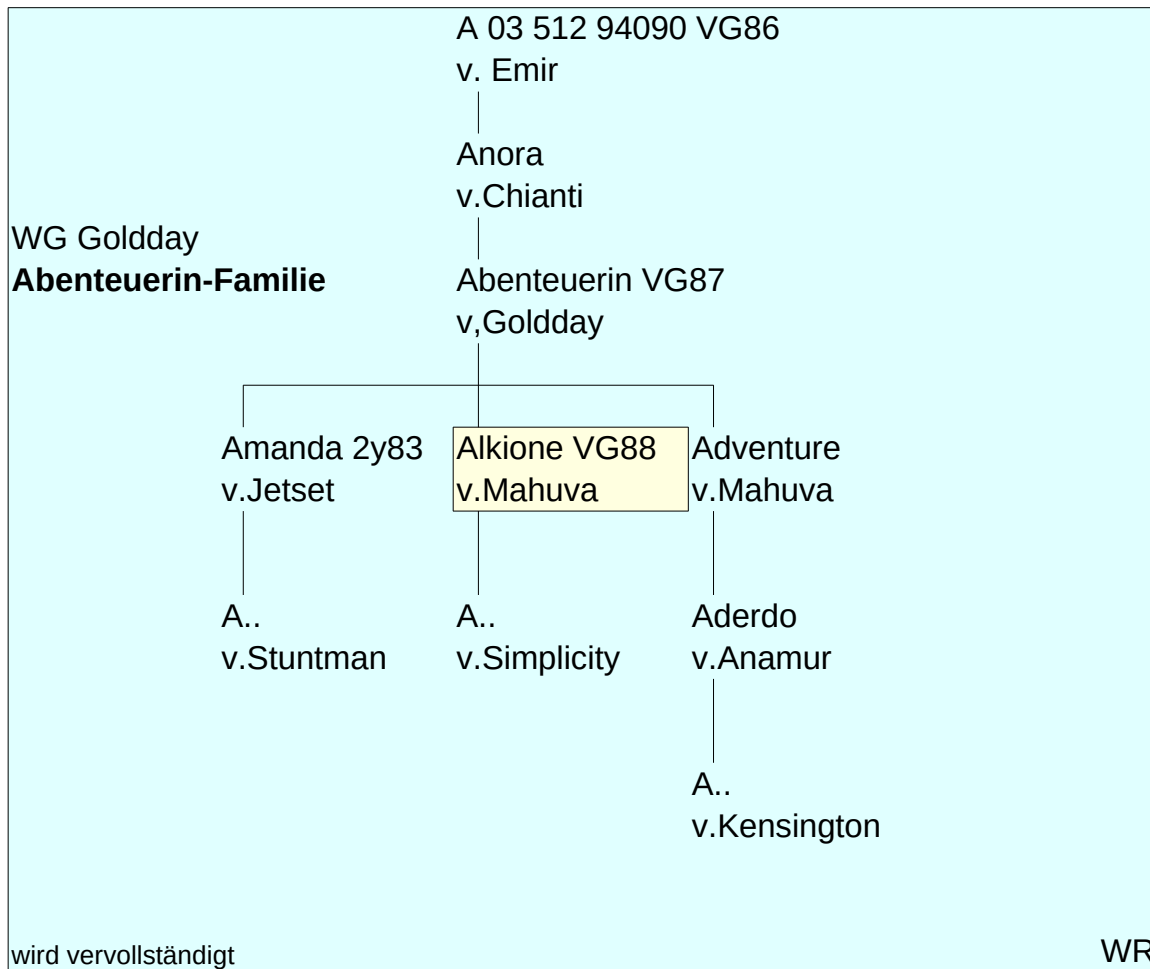 A 03 512 94090 VG86
v. Emir
Anora
v.Chianti
WG Goldday
Abenteuerin-Familie
Abenteuerin VG87
v,Goldday
Amanda 2y83
v.Jetset
Alkione VG88
v.Mahuva
Adventure
v.Mahuva
A..
v.Stuntman
A..
v.Simplicity
Aderdo
v.Anamur
A..
v.Kensington
wird vervollständigt
WR